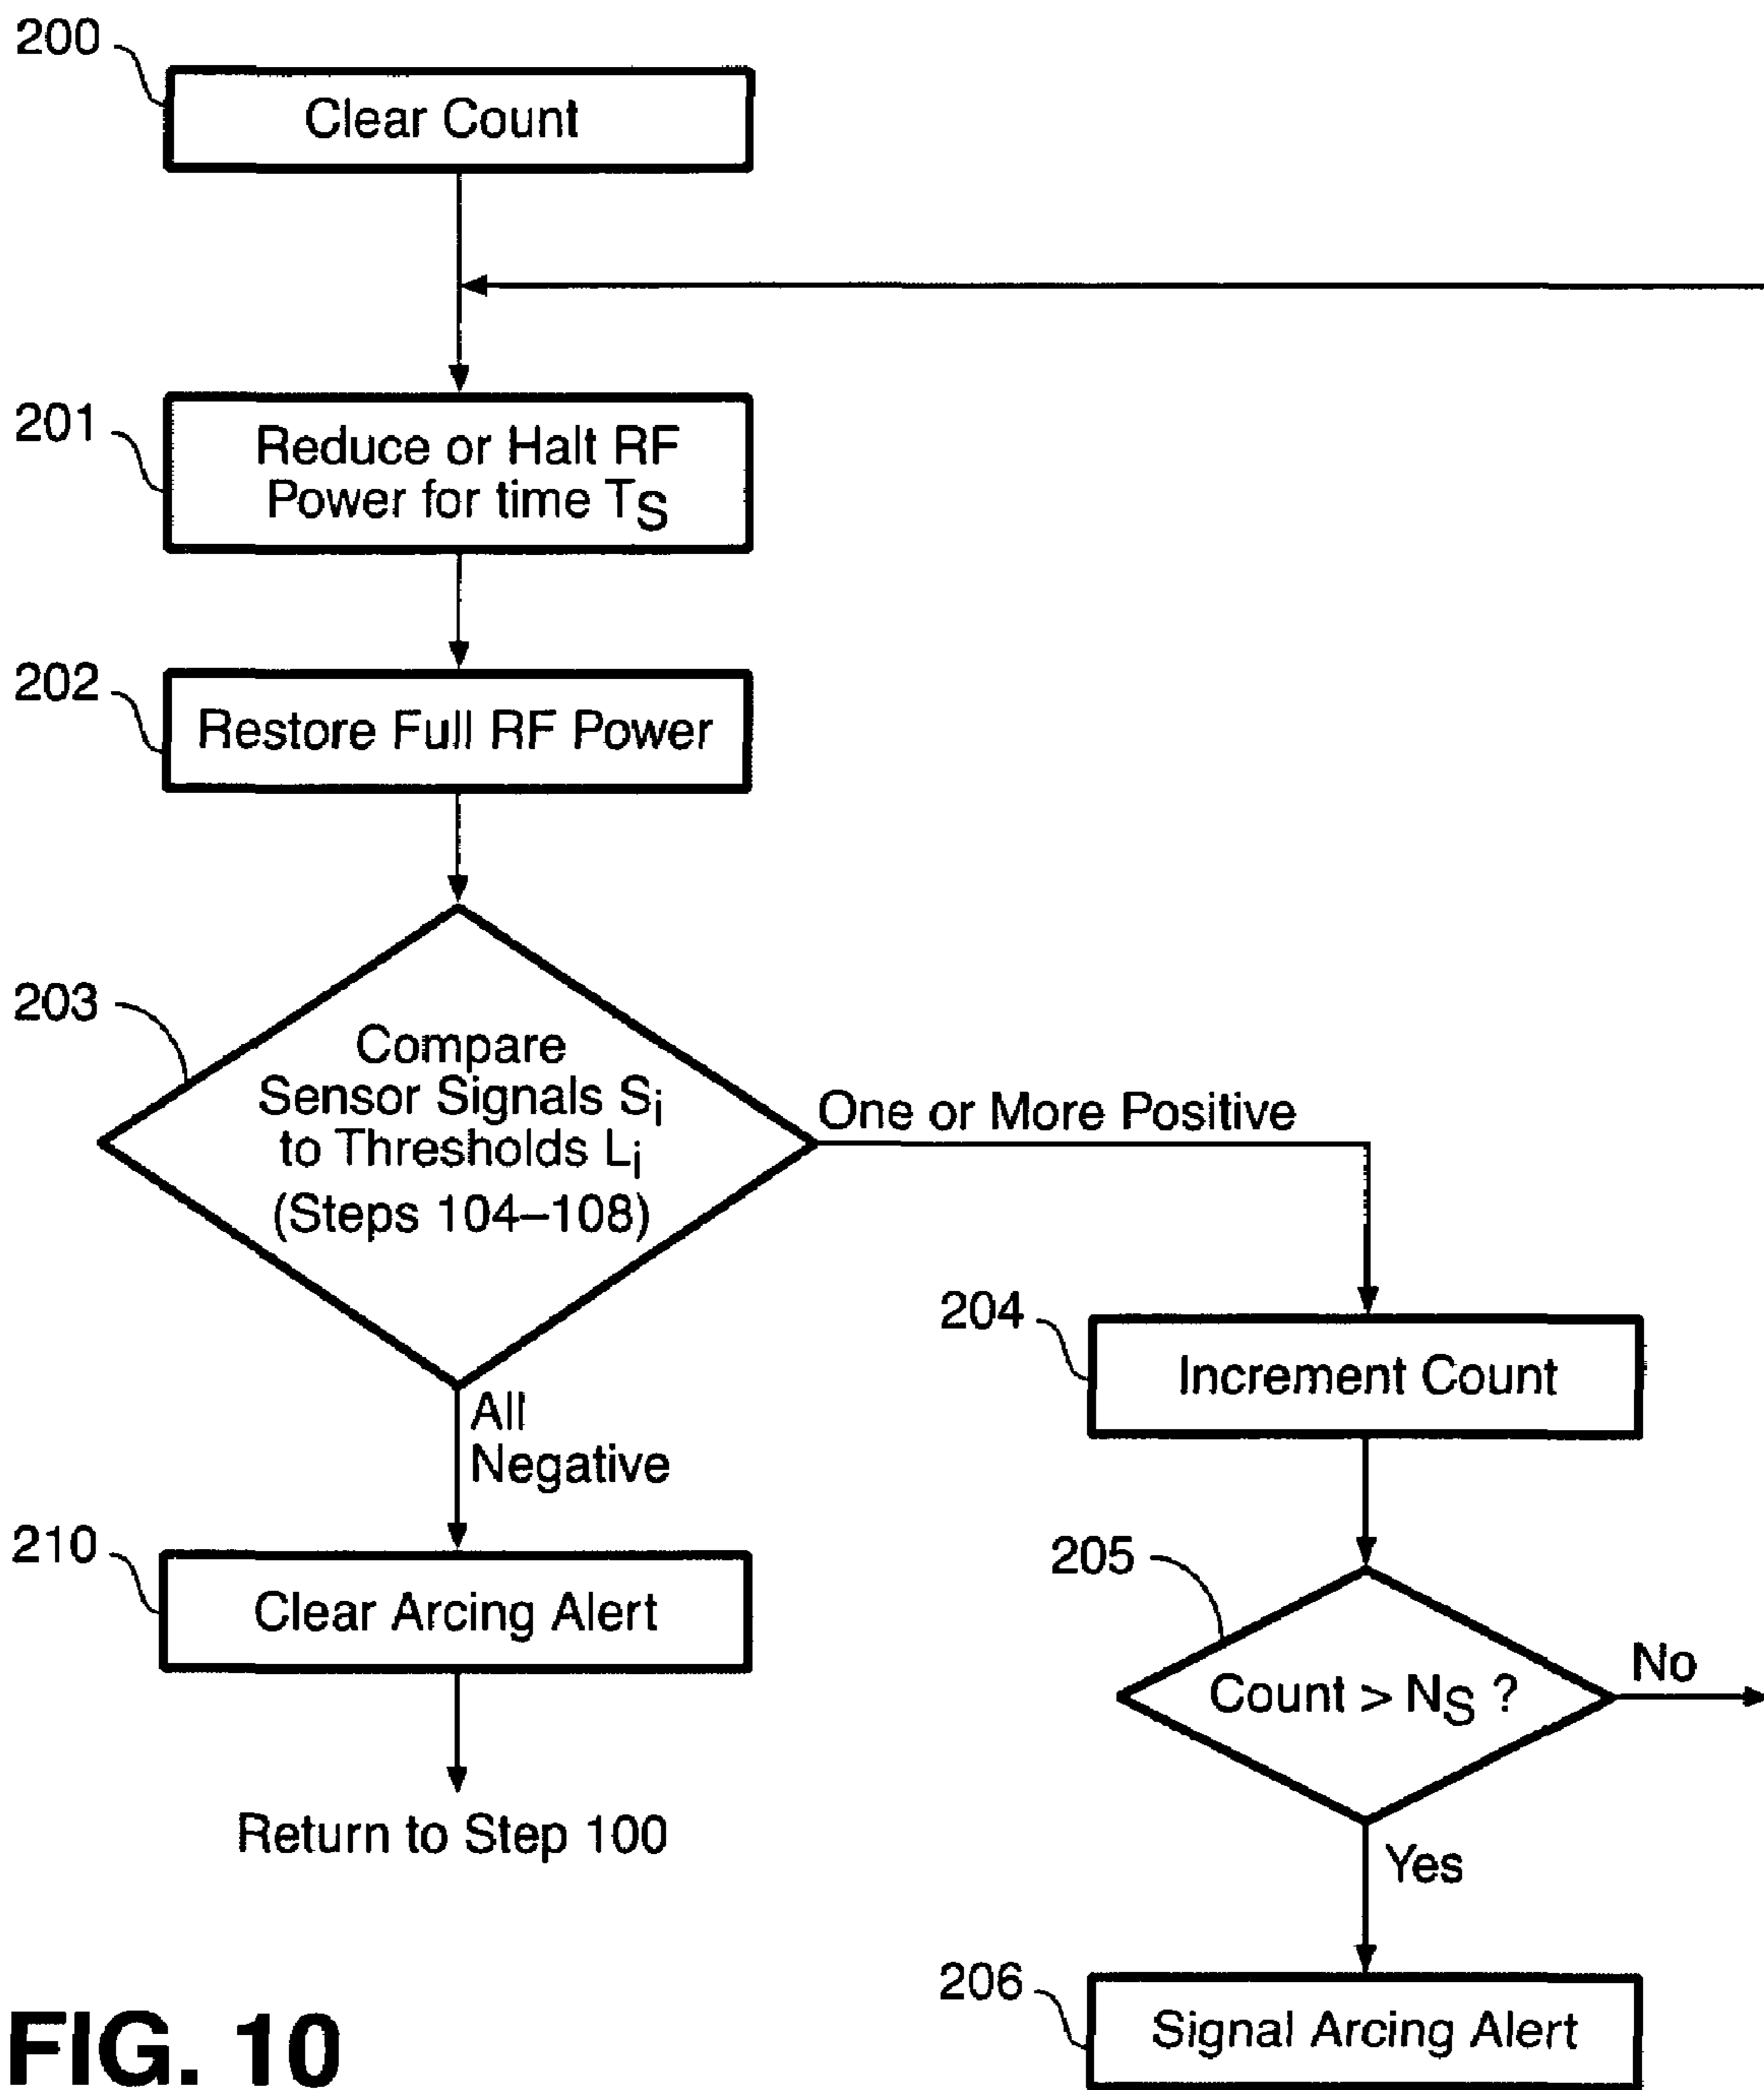 200
Clear Count
201
Reduce or Halt RF
Power for time TS
202
Restore Full RF Power
203
Compare
Sensor Signals Si
to Thresholds Li
(Steps 104–108)
One or More Positive
All
Negative
204
Increment Count
205
Count > NS ?
No
Yes
210
Clear Arcing Alert
Return to Step 100
206
Signal Arcing Alert
FIG. 10